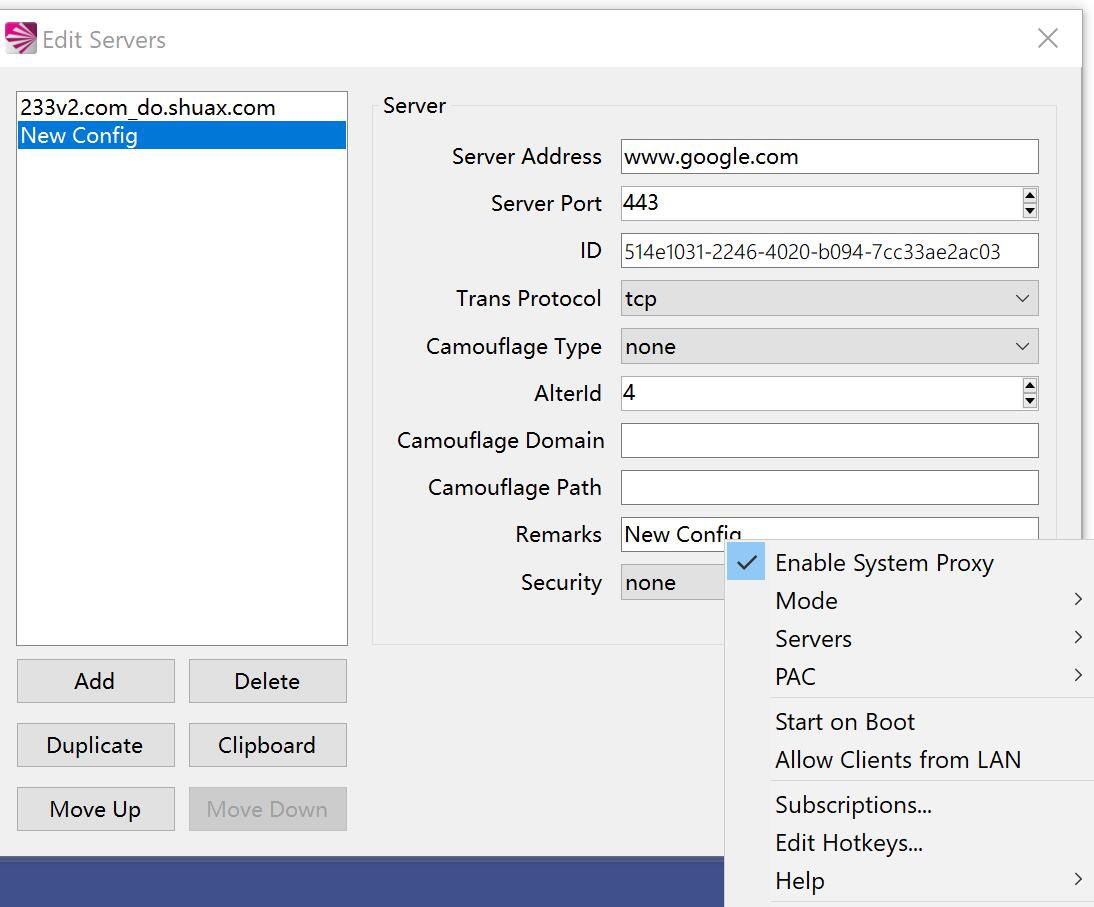 Edit Servers
233v2.com_do.shuax.com
New Config
Add
Delete
Duplicate
Clipboard
Move Up
Move Down
Server
Server Address
www.google.com
Server Port
443
ID
514e1031-2246-4020-b094-7cc33ae2ac03
Trans Protocol
tcp
Camouflage Type
none
AlterId
4
Camouflage Domain
Camouflage Path
Remarks
New Config
Security
none
Enable System Proxy
Mode
Servers
PAC
Start on Boot
Allow Clients from LAN
Subscriptions...
Edit Hotkeys...
Help